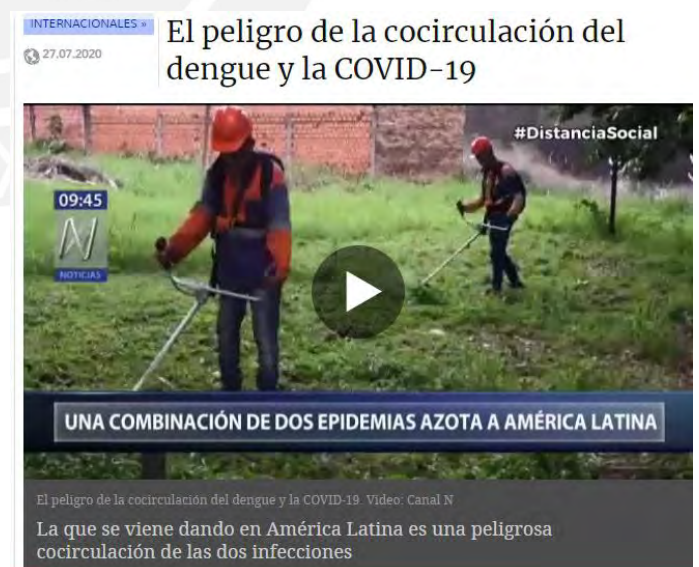 INTERNACIONALES »
27.07.2020
El peligro de la cocirculación del
dengue y la COVID-19
#DistanciaSocial
09:45
N
NOTICIAS
UNA COMBINACIÓN DE DOS EPIDEMIAS AZOTA A AMÉRICA LATINA
El peligro de la cocirculación del dengue y la COVID-19. Video: Canal N
La que se viene dando en América Latina es una peligrosa
cocirculación de las dos infecciones